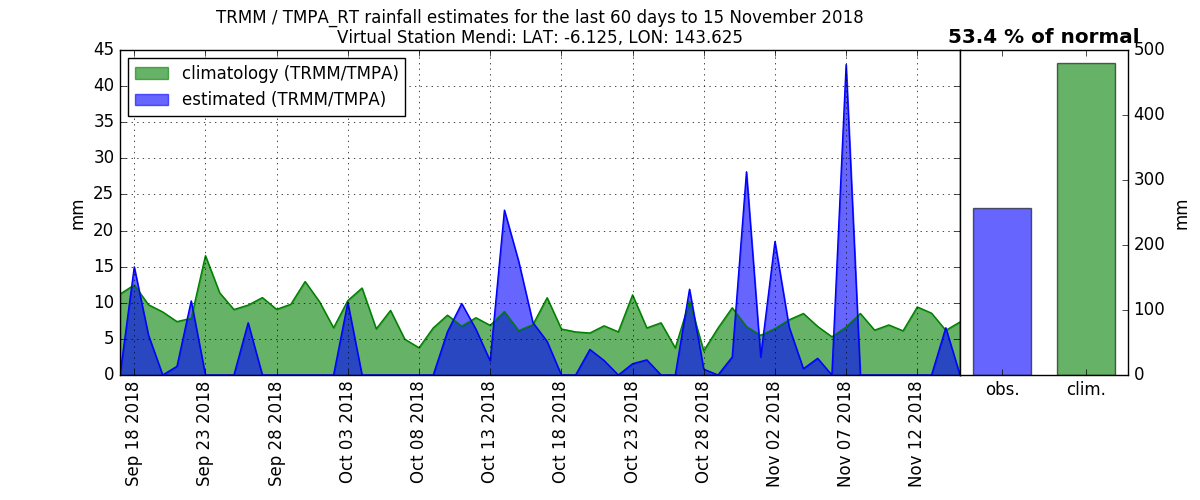 TRMM / TMPA_RT rainfall estimates for the last 60 days to 15 November 2018
Virtual Station Mendi: LAT: -6.125, LON: 143.625
53.4 % of normal
climatology (TRMM/TMPA)
estimated (TRMM/TMPA)
mm
45
40
35
30
25
20
15
10
5
0
Sep 18 2018
Sep 23 2018
Sep 28 2018
Oct 03 2018
Oct 08 2018
Oct 13 2018
Oct 18 2018
Oct 23 2018
Oct 28 2018
Nov 02 2018
Nov 07 2018
Nov 12 2018
obs.
clim.
500
400
300
200
100
0
mm